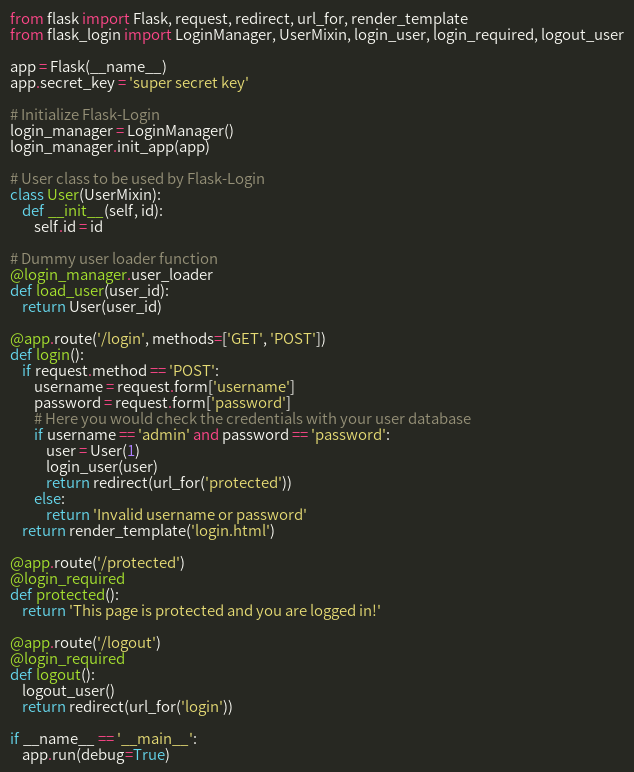 from flask import Flask, request, redirect, url_for, render_template
from flask_login import LoginManager, UserMixin, login_user, login_required, logout_user

app = Flask(__name__)
app.secret_key = 'super secret key'

# Initialize Flask-Login
login_manager = LoginManager()
login_manager.init_app(app)

# User class to be used by Flask-Login
class User(UserMixin):
    def __init__(self, id):
        self.id = id

# Dummy user loader function
@login_manager.user_loader
def load_user(user_id):
    return User(user_id)

@app.route('/login', methods=['GET', 'POST'])
def login():
    if request.method == 'POST':
        username = request.form['username']
        password = request.form['password']
        # Here you would check the credentials with your user database
        if username == 'admin' and password == 'password':
            user = User(1)
            login_user(user)
            return redirect(url_for('protected'))
        else:
            return 'Invalid username or password'
    return render_template('login.html')

@app.route('/protected')
@login_required
def protected():
    return 'This page is protected and you are logged in!'

@app.route('/logout')
@login_required
def logout():
    logout_user()
    return redirect(url_for('login'))

if __name__ == '__main__':
    app.run(debug=True)